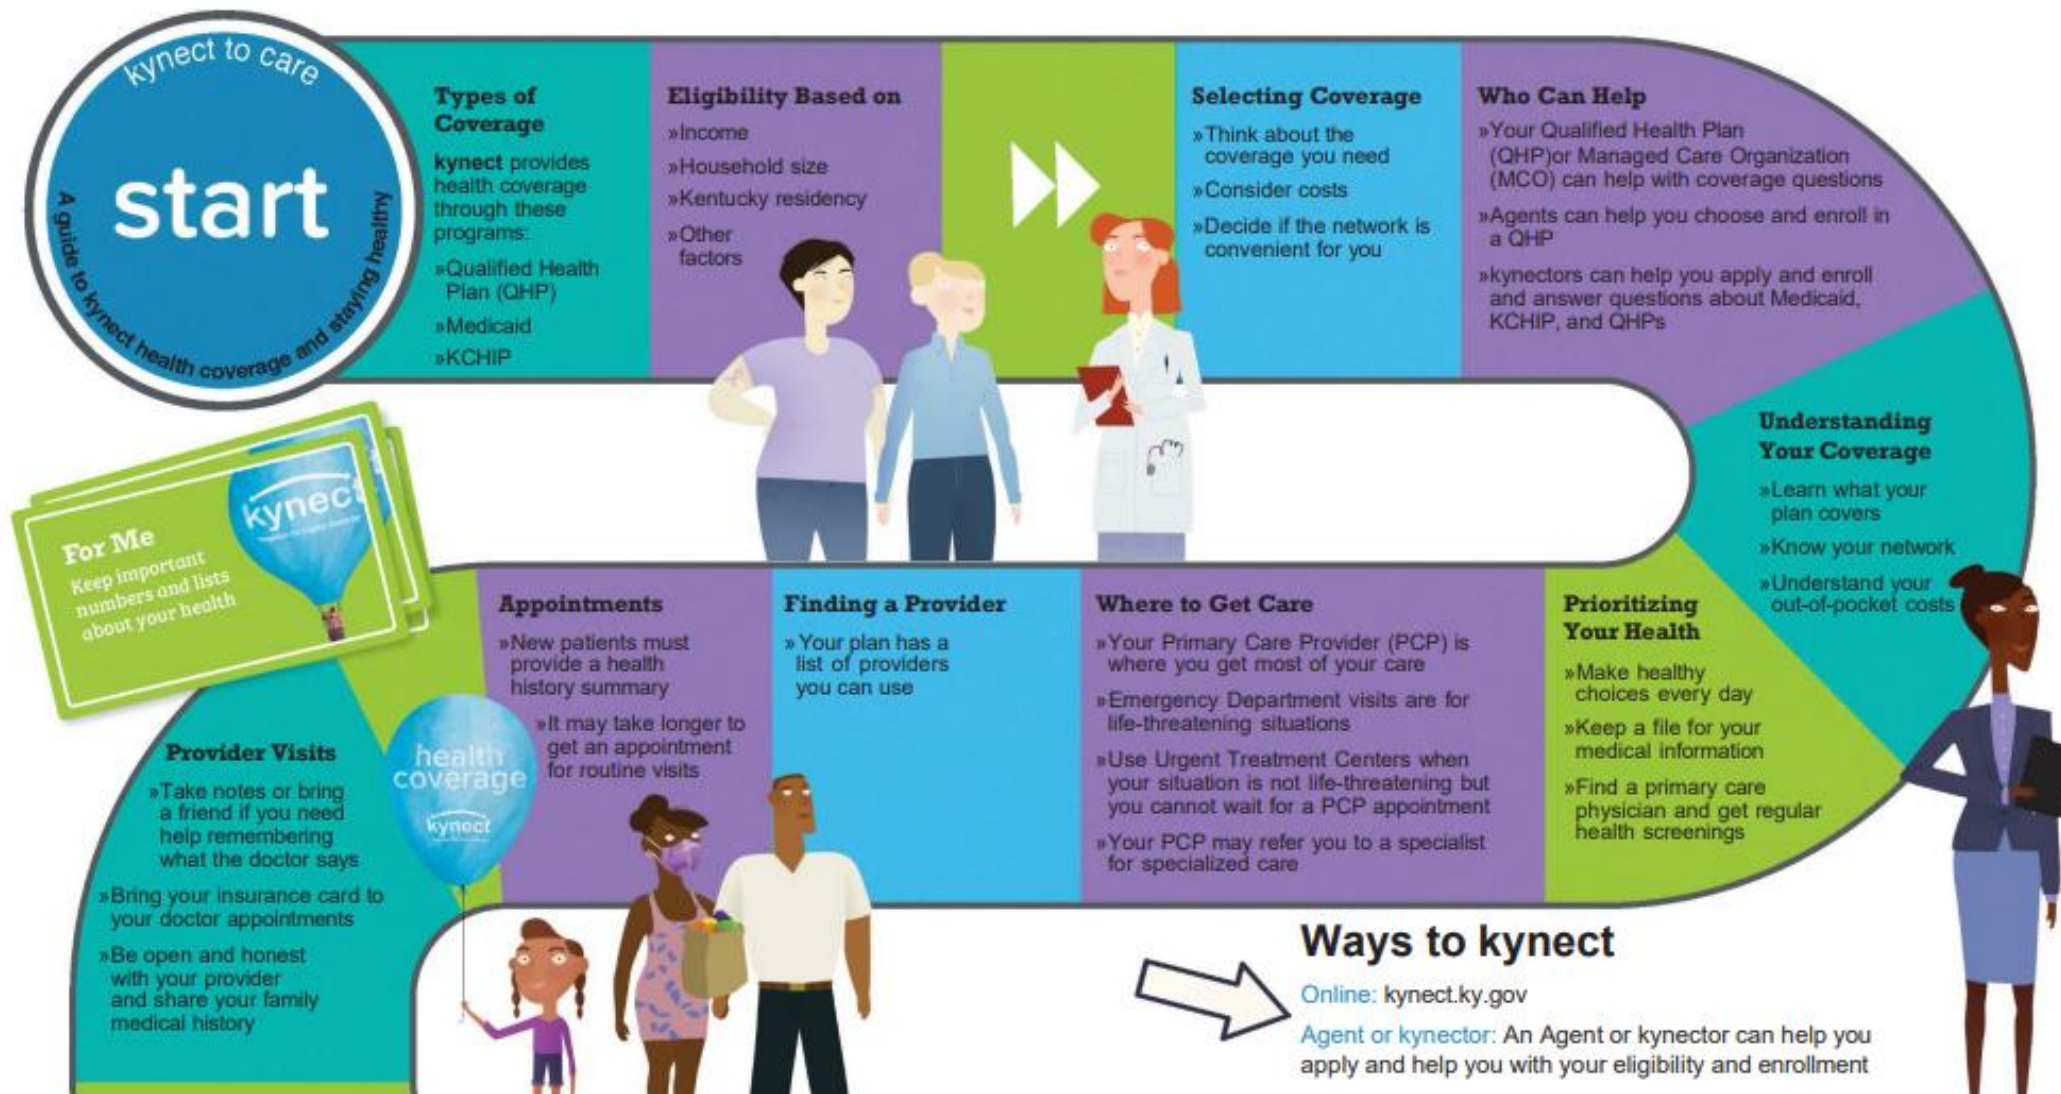 kynect to care
start
A guide to kynect health coverage and staying healthy
Types of
Coverage
kynect provides
health coverage
through these
programs:
»Qualified Health
Plan (QHP)
»Medicaid
»KCHIP
Eligibility Based on
»Income
»Household size
»Kentucky residency
»Other
factors
Selecting Coverage
»Think about the
coverage you need
»Consider costs
»Decide if the network is
convenient for you
Who Can Help
»Your Qualified Health Plan
(QHP)or Managed Care Organization
(MCO) can help with coverage questions
»Agents can help you choose and enroll in
a QHP
»kynectors can help you apply and enroll
and answer questions about Medicaid,
KCHIP, and QHPs
Understanding
Your Coverage
»Learn what your
plan covers
»Know your network
»Understand your
out-of-pocket costs
Prioritizing
Your Health
»Make healthy
choices every day
»Keep a file for your
medical information
»Find a primary care
physician and get regular
health screenings
Where to Get Care
»Your Primary Care Provider (PCP) is
where you get most of your care
»Emergency Department visits are for
life-threatening situations
»Use Urgent Treatment Centers when
your situation is not life-threatening but
you cannot wait for a PCP appointment
»Your PCP may refer you to a specialist
for specialized care
Finding a Provider
» Your plan has a
list of providers
you can use
Appointments
»New patients must
provide a health
history summary
»It may take longer to
get an appointment
for routine visits
health
coverage
kynect
kynect
For Me
Keep important
numbers and lists
about your health
Provider Visits
»Take notes or bring
a friend if you need
help remembering
what the doctor says
»Bring your insurance card to
your doctor appointments
»Be open and honest
with your provider
and share your family
medical history
Ways to kynect
Online: kynect.ky.gov
Agent or kynector: An Agent or kynector can help you
apply and help you with your eligibility and enrollment